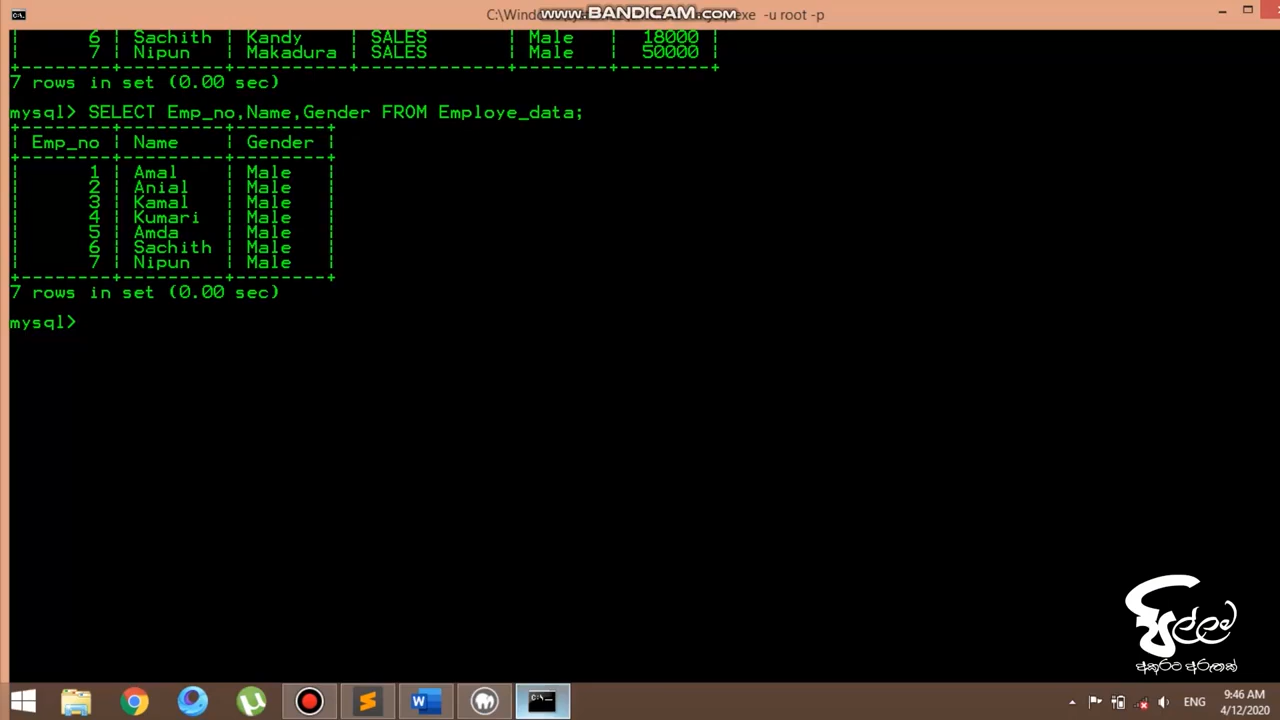 C:\Wind
www.BANDICAM.com
exe -u root -p
| 6 | Sachith | Kandy | SALES | Male | 18000 |
| 7 | Nipun | Makadura | SALES | Male | 50000 |
7 rows in set (0.00 sec)
mysql> SELECT Emp_no,Name,Gender FROM Employe_data;
| Emp_no | Name | Gender |
| 1 | Amal | Male |
| 2 | Anial | Male |
| 3 | Kamal | Male |
| 4 | Kumari | Male |
| 5 | Amda | Male |
| 6 | Sachith | Male |
| 7 | Nipun | Male |
7 rows in set (0.00 sec)
mysql>
ENG
9:46 AM
4/12/2020